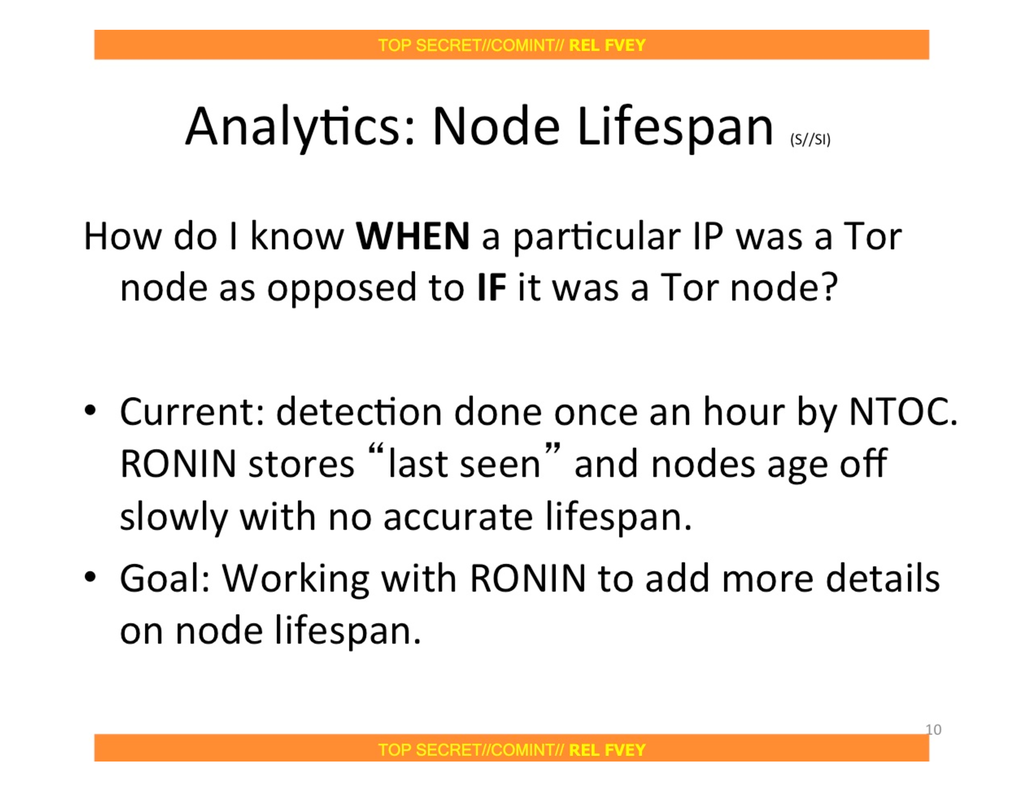 TOP SECRET//COMINT// REL FVEY
Analytics: Node Lifespan (S//SI)
How do I know WHEN a particular IP was a Tor
node as opposed to IF it was a Tor node?
• Current: detection done once an hour by NTOC.
RONIN stores “last seen” and nodes age off
slowly with no accurate lifespan.
• Goal: Working with RONIN to add more details
on node lifespan.
10
TOP SECRET//COMINT// REL FVEY